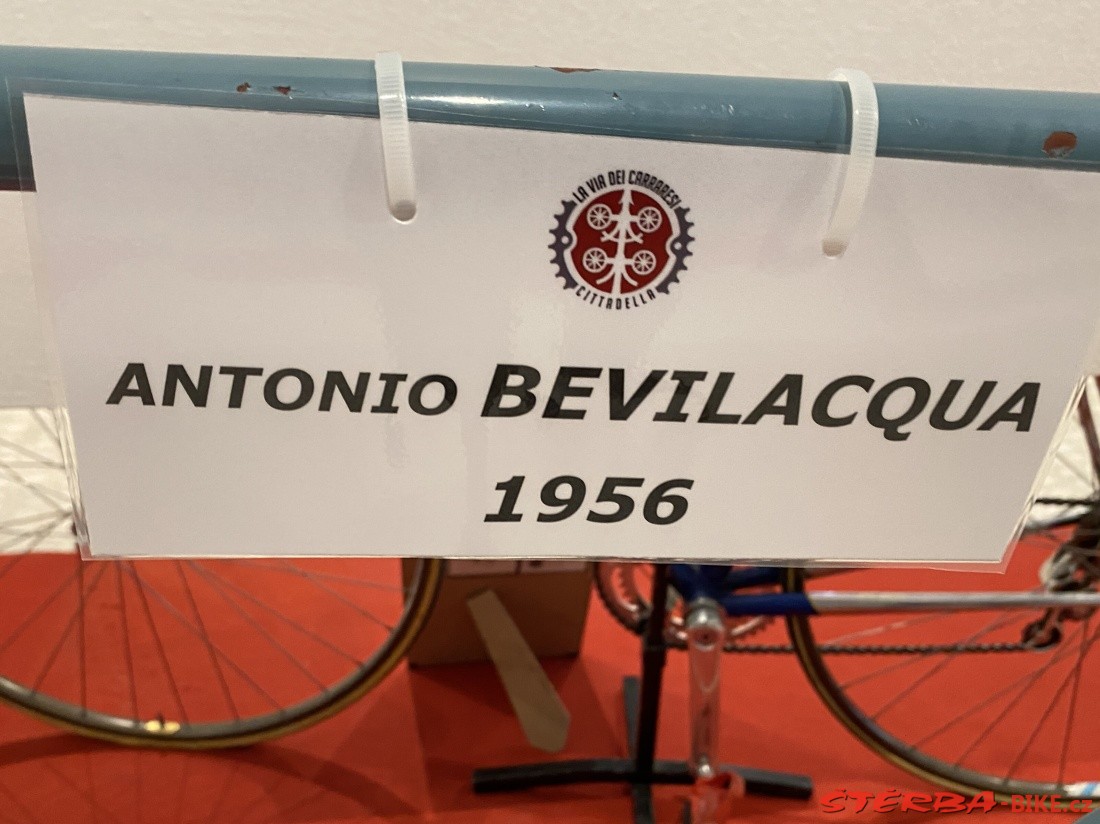 LA VIA DEI CARRARESI
CITTADELLA
ANTONIO BEVILACQUA
1956
ŠTĚRBA-BIKE.cz